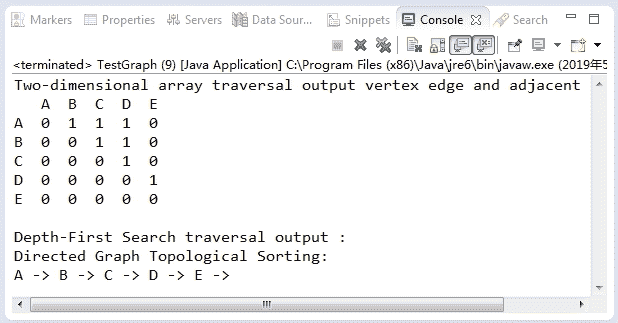 Markers Properties Servers Data Sour... Snippets Console Search
<terminated> TestGraph (9) [Java Application] C:\Program Files (x86)\Java\jre6\bin\javaw.exe (2019年5
Two-dimensional array traversal output vertex edge and adjacent
A B C D E
A 0 1 1 1 0
B 0 0 1 1 0
C 0 0 0 1 0
D 0 0 0 0 1
E 0 0 0 0 0
Depth-First Search traversal output :
Directed Graph Topological Sorting:
A -> B -> C -> D -> E ->